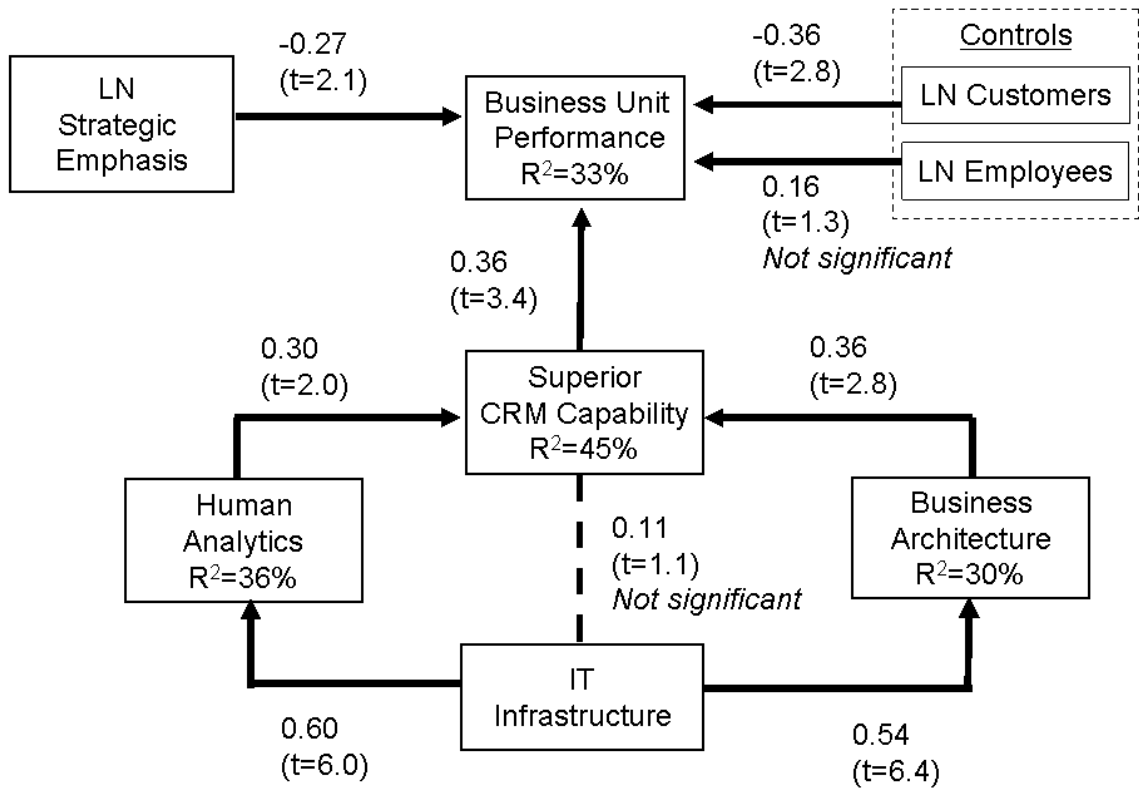 -0.27
(t=2.1)
-0.36
(t=2.8)
Controls
LN
Strategic
Emphasis
Business Unit
Performance
R²=33%
LN Customers
LN Employees
0.16
(t=1.3)
Not significant
0.36
(t=3.4)
0.30
(t=2.0)
Superior
CRM Capability
R²=45%
0.36
(t=2.8)
Human
Analytics
R²=36%
0.11
(t=1.1)
Not significant
Business
Architecture
R²=30%
IT
Infrastructure
0.60
(t=6.0)
0.54
(t=6.4)